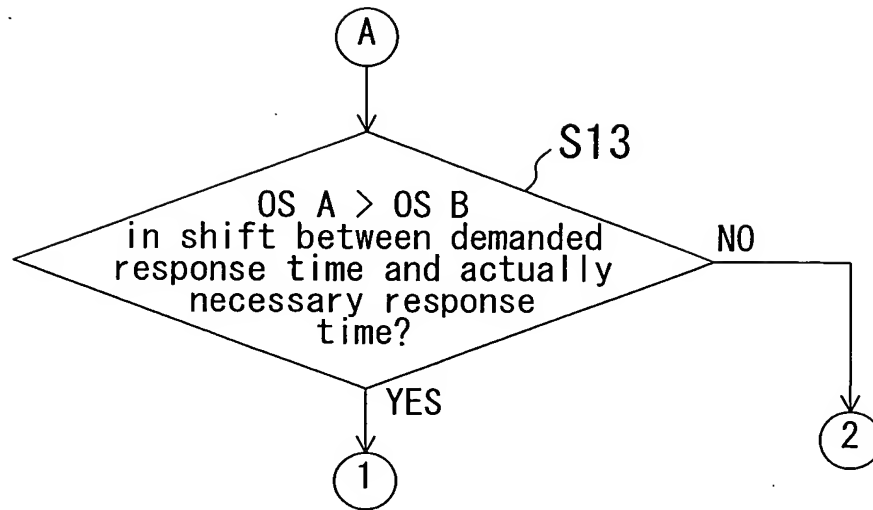 A
S13
OS A > OS B
in shift between demanded
response time and actually
necessary response
time?
NO
YES
2
1